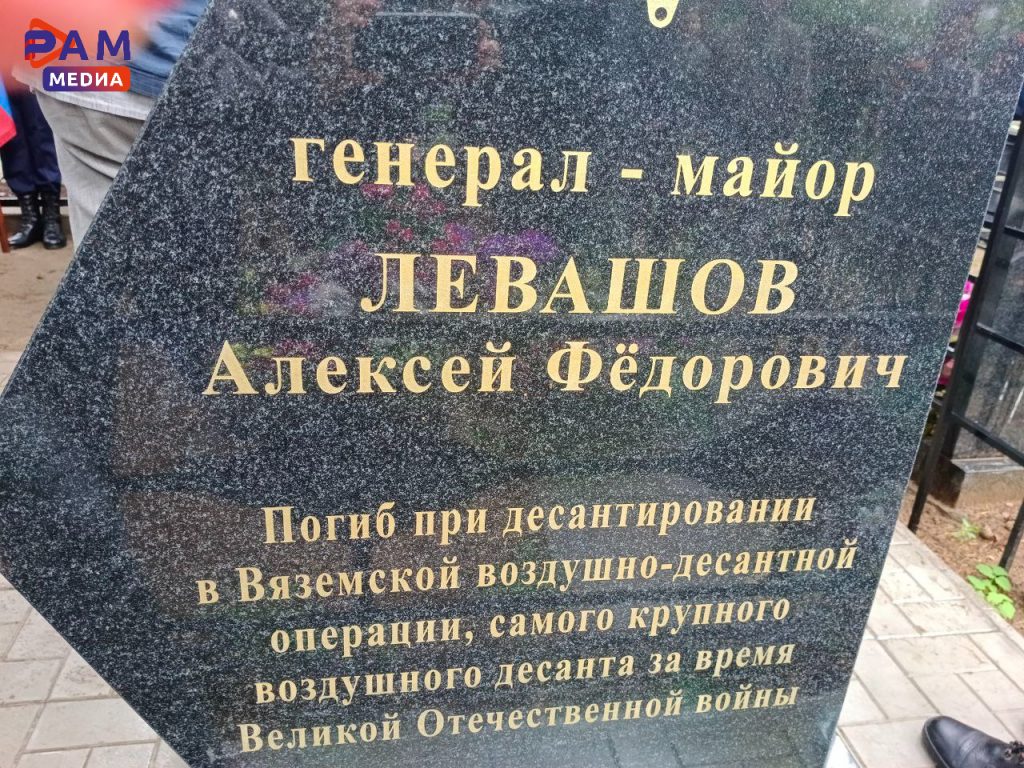 РАМ
МЕДИА
генерал - майор
ЛЕВАШОВ
Алексей Фёдорович
Погиб при десантировании
в Вяземской воздушно-десантной
операции, самого крупного
воздушного десанта за время
Великой Отечественной войны